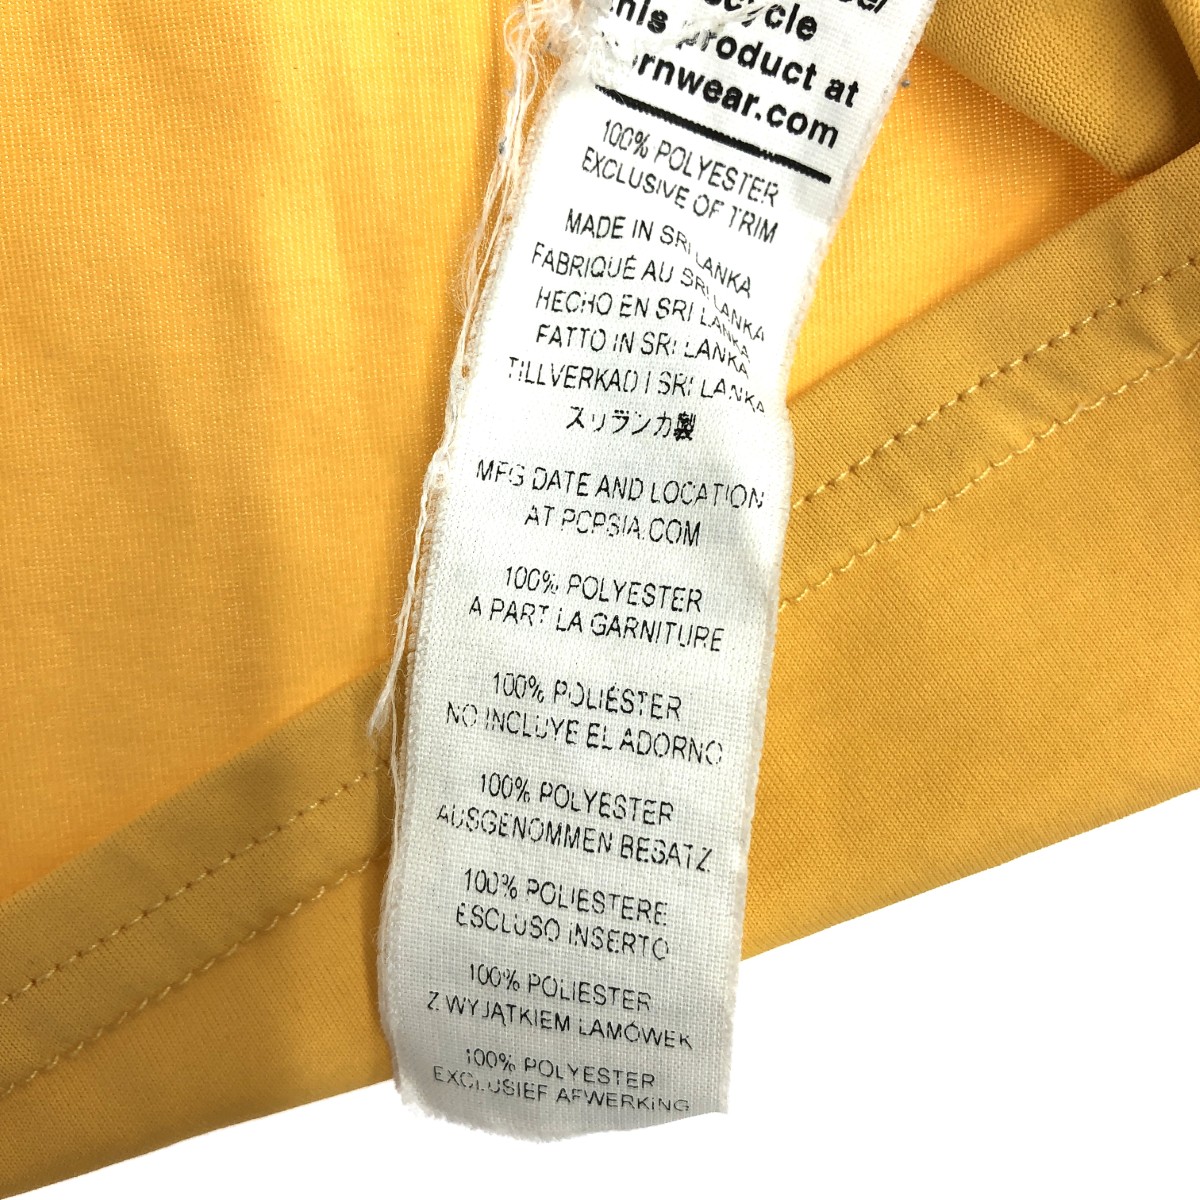 cycle
this product at
wornwear.com
100% POLYESTER
EXCLUSIVE OF TRIM
MADE IN SRI LANKA
FABRIQUÉ AU SRI LANKA
HECHO EN SRI LANKA
FATTO IN SRI LANKA
TILLVERKAD I SRI LANKA
スリランカ製
MFG DATE AND LOCATION
AT PCPSIA.COM
100% POLYESTER
A PART LA GARNITURE
100% POLIÉSTER
NO INCLUYE EL ADORNO
100% POLYESTER
AUSGENOMMEN BESATZ
100% POLIESTERE
ESCLUSO INSERTO
100% POLIESTER
Z WYJĄTKIEM LAMÓWEK
100% POLYESTER
EXCLUSIEF AFWERKING